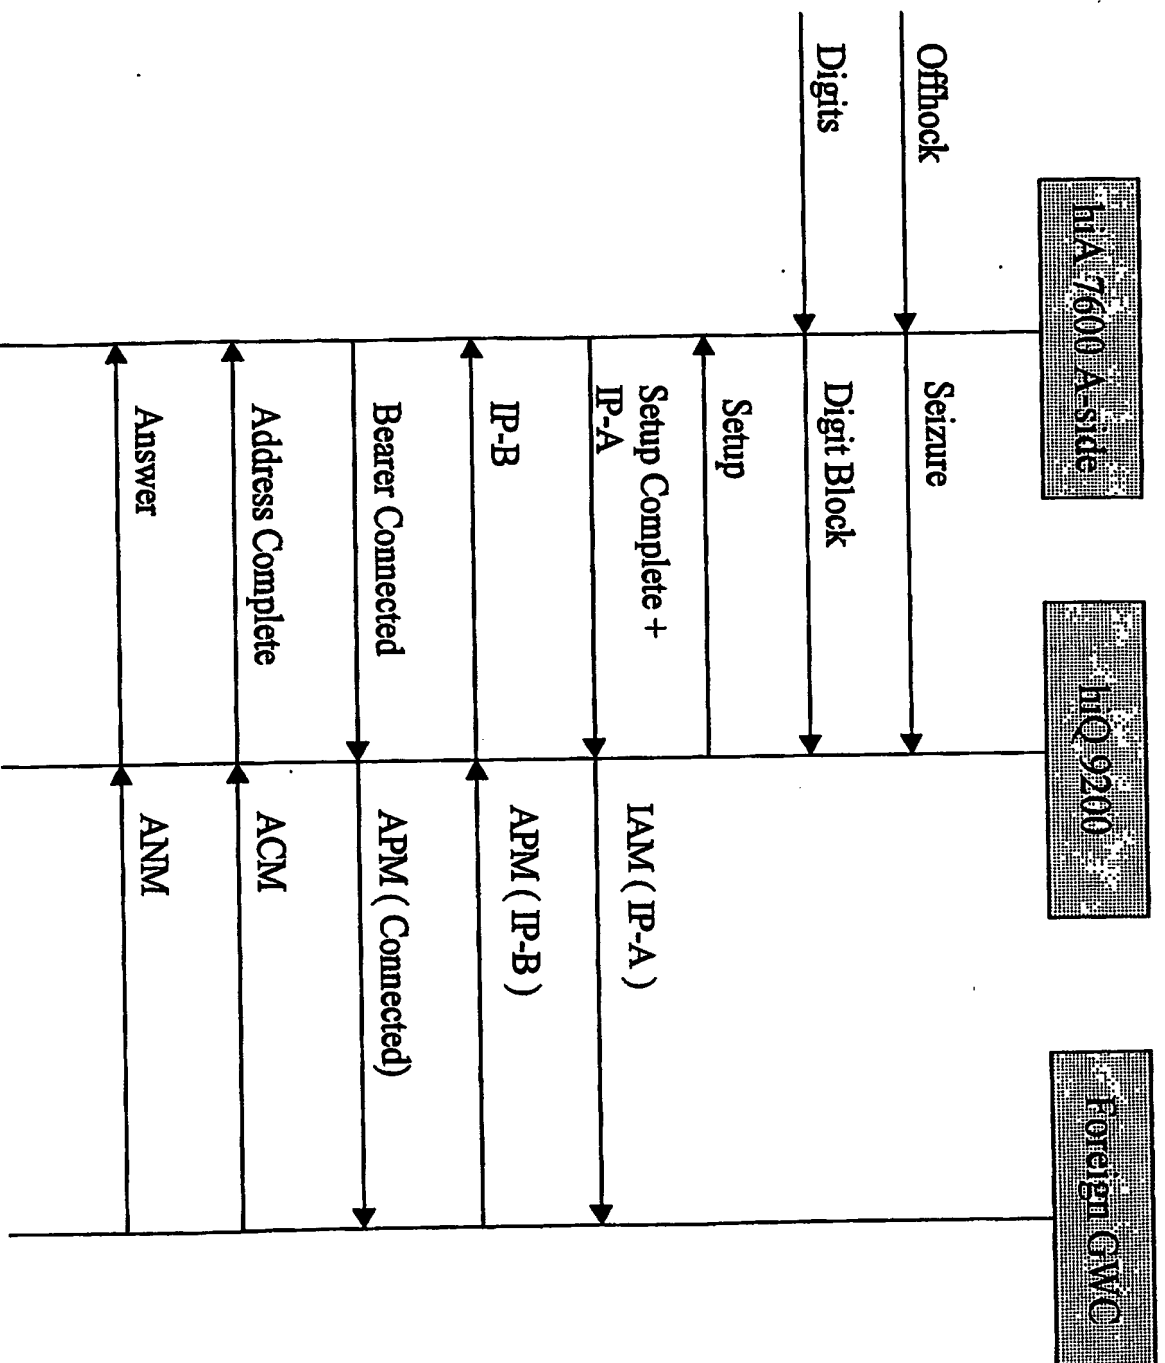 hiA 7600 A-side
hiQ 9200
Foreign GWC
Offhock
Seizure
Digits
Digit Block
Setup
Setup Complete +
IP-A
IAM ( IP-A )
IP-B
APM ( IP-B )
Bearer Connected
APM ( Connected)
Address Complete
ACM
Answer
ANM